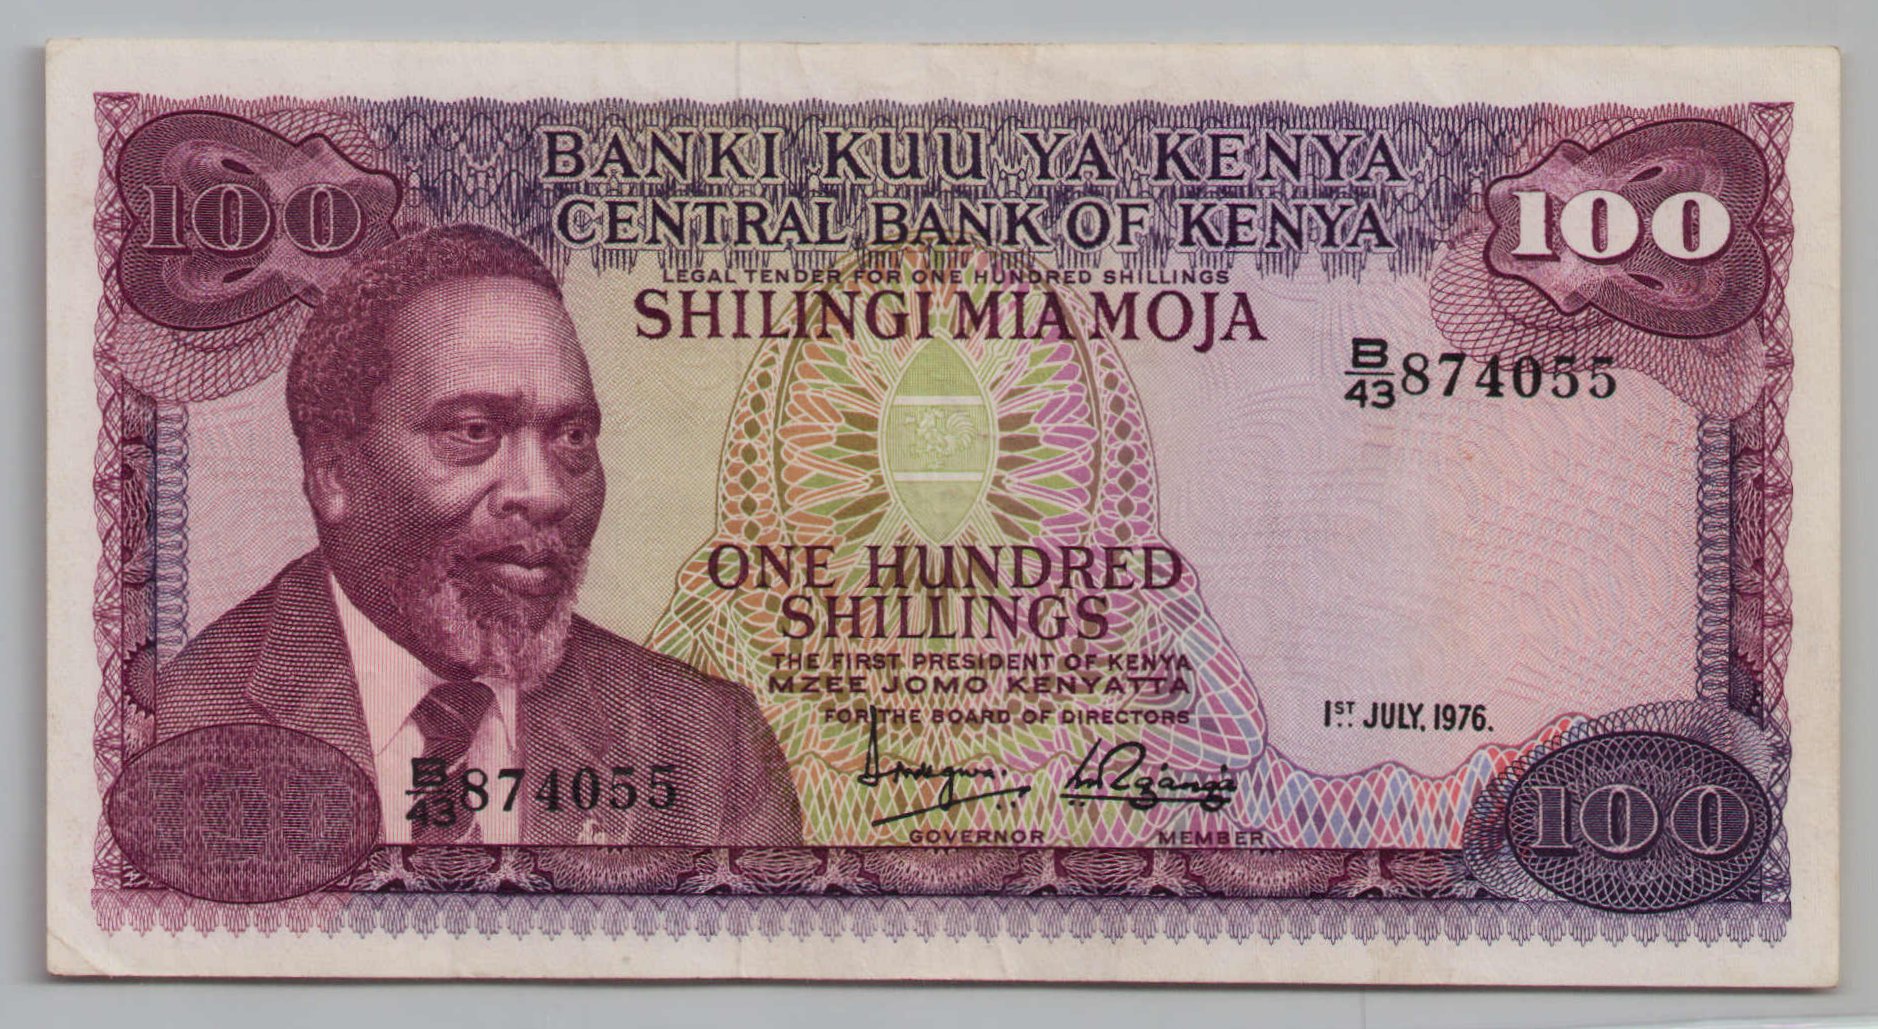 100
BANKI KUU YA KENYA
100
CENTRAL BANK OF KENYA
LEGAL TENDER FOR ONE HUNDRED SHILLINGS
SHILINGI MIA MOJA
B/43 874055
ONE HUNDRED
SHILLINGS
THE FIRST PRESIDENT OF KENYA
MZEE JOMO KENYATTA
FOR THE BOARD OF DIRECTORS
1ST JULY, 1976.
B/43 874055
GOVERNOR
MEMBER
100